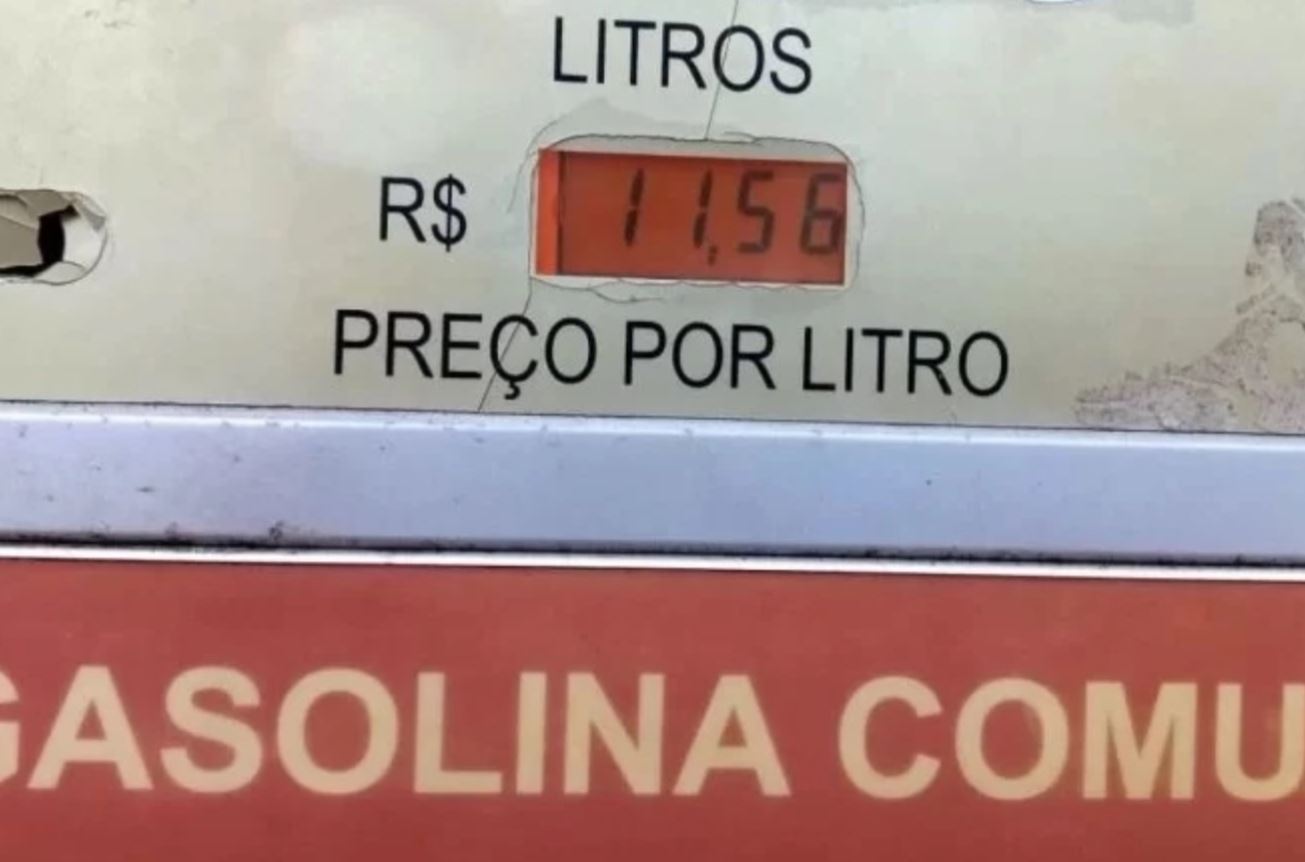 LITROS
R$ 11,56
PREÇO POR LITRO
GASOLINA COMU